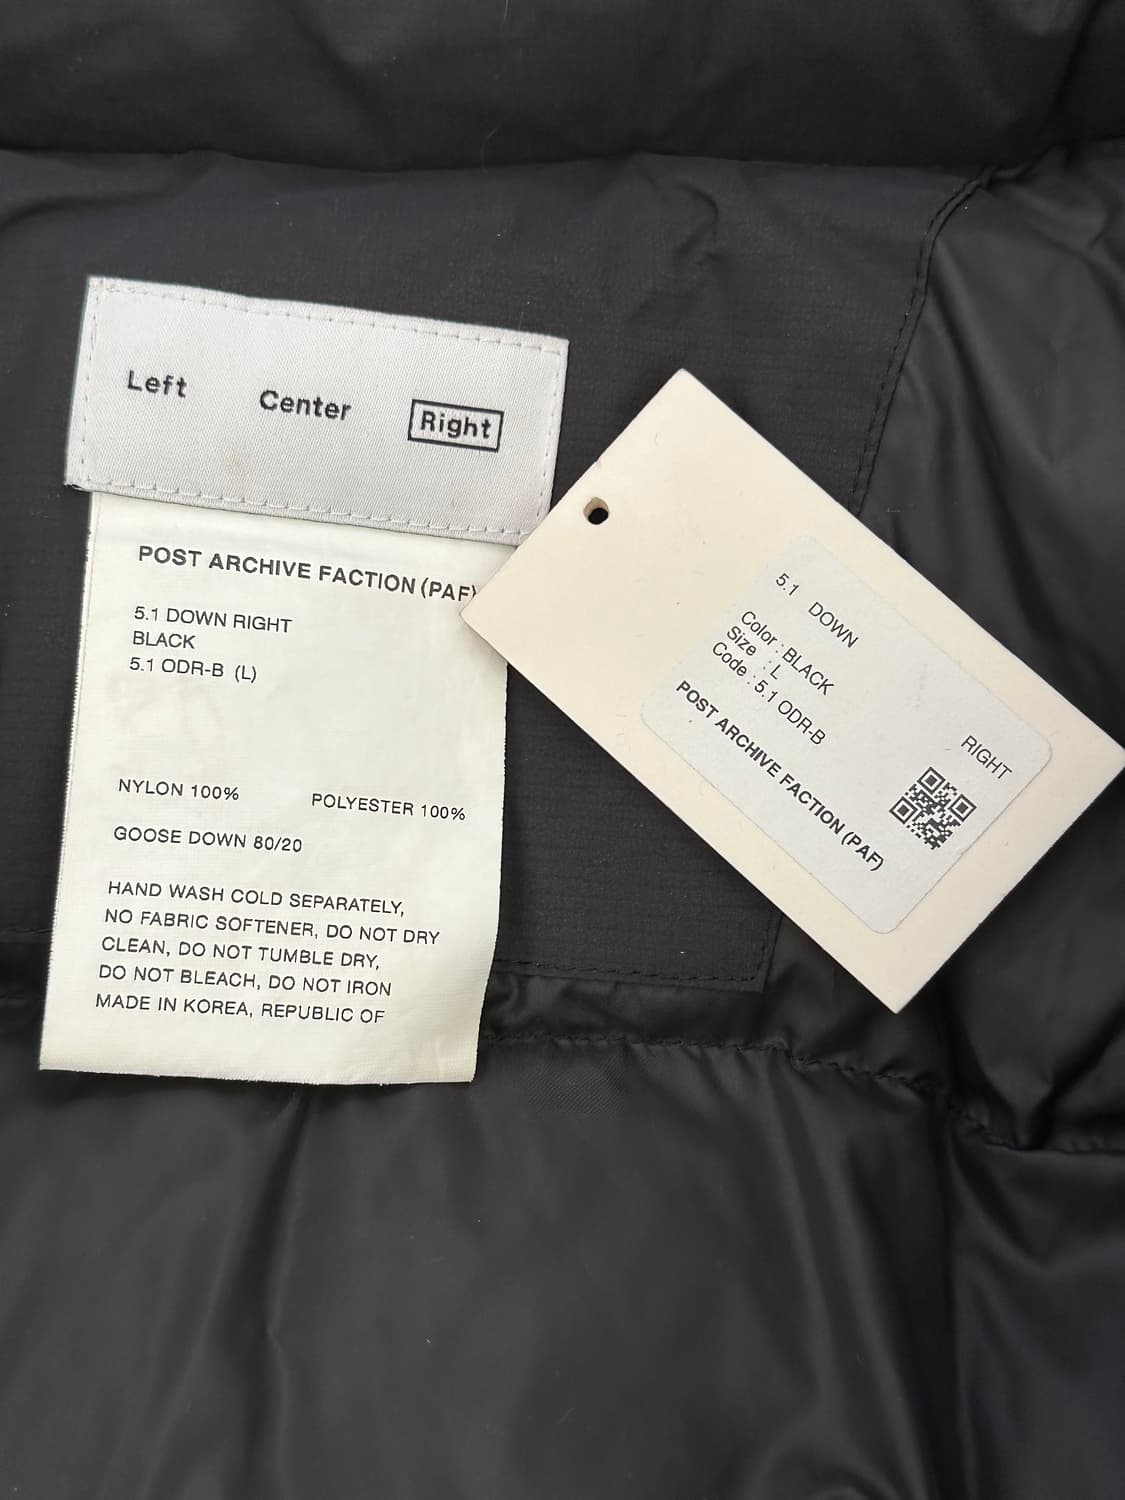 Left Center Right
POST ARCHIVE FACTION (PAF)
5.1 DOWN RIGHT
BLACK
5.1 ODR-B (L)
NYLON 100% POLYESTER 100%
GOOSE DOWN 80/20
HAND WASH COLD SEPARATELY,
NO FABRIC SOFTENER, DO NOT DRY
CLEAN, DO NOT TUMBLE DRY,
DO NOT BLEACH, DO NOT IRON
MADE IN KOREA, REPUBLIC OF
5.1 DOWN
RIGHT
Color : BLACK
Size : L
Code : 5.1 ODR-B
POST ARCHIVE FACTION (PAF)